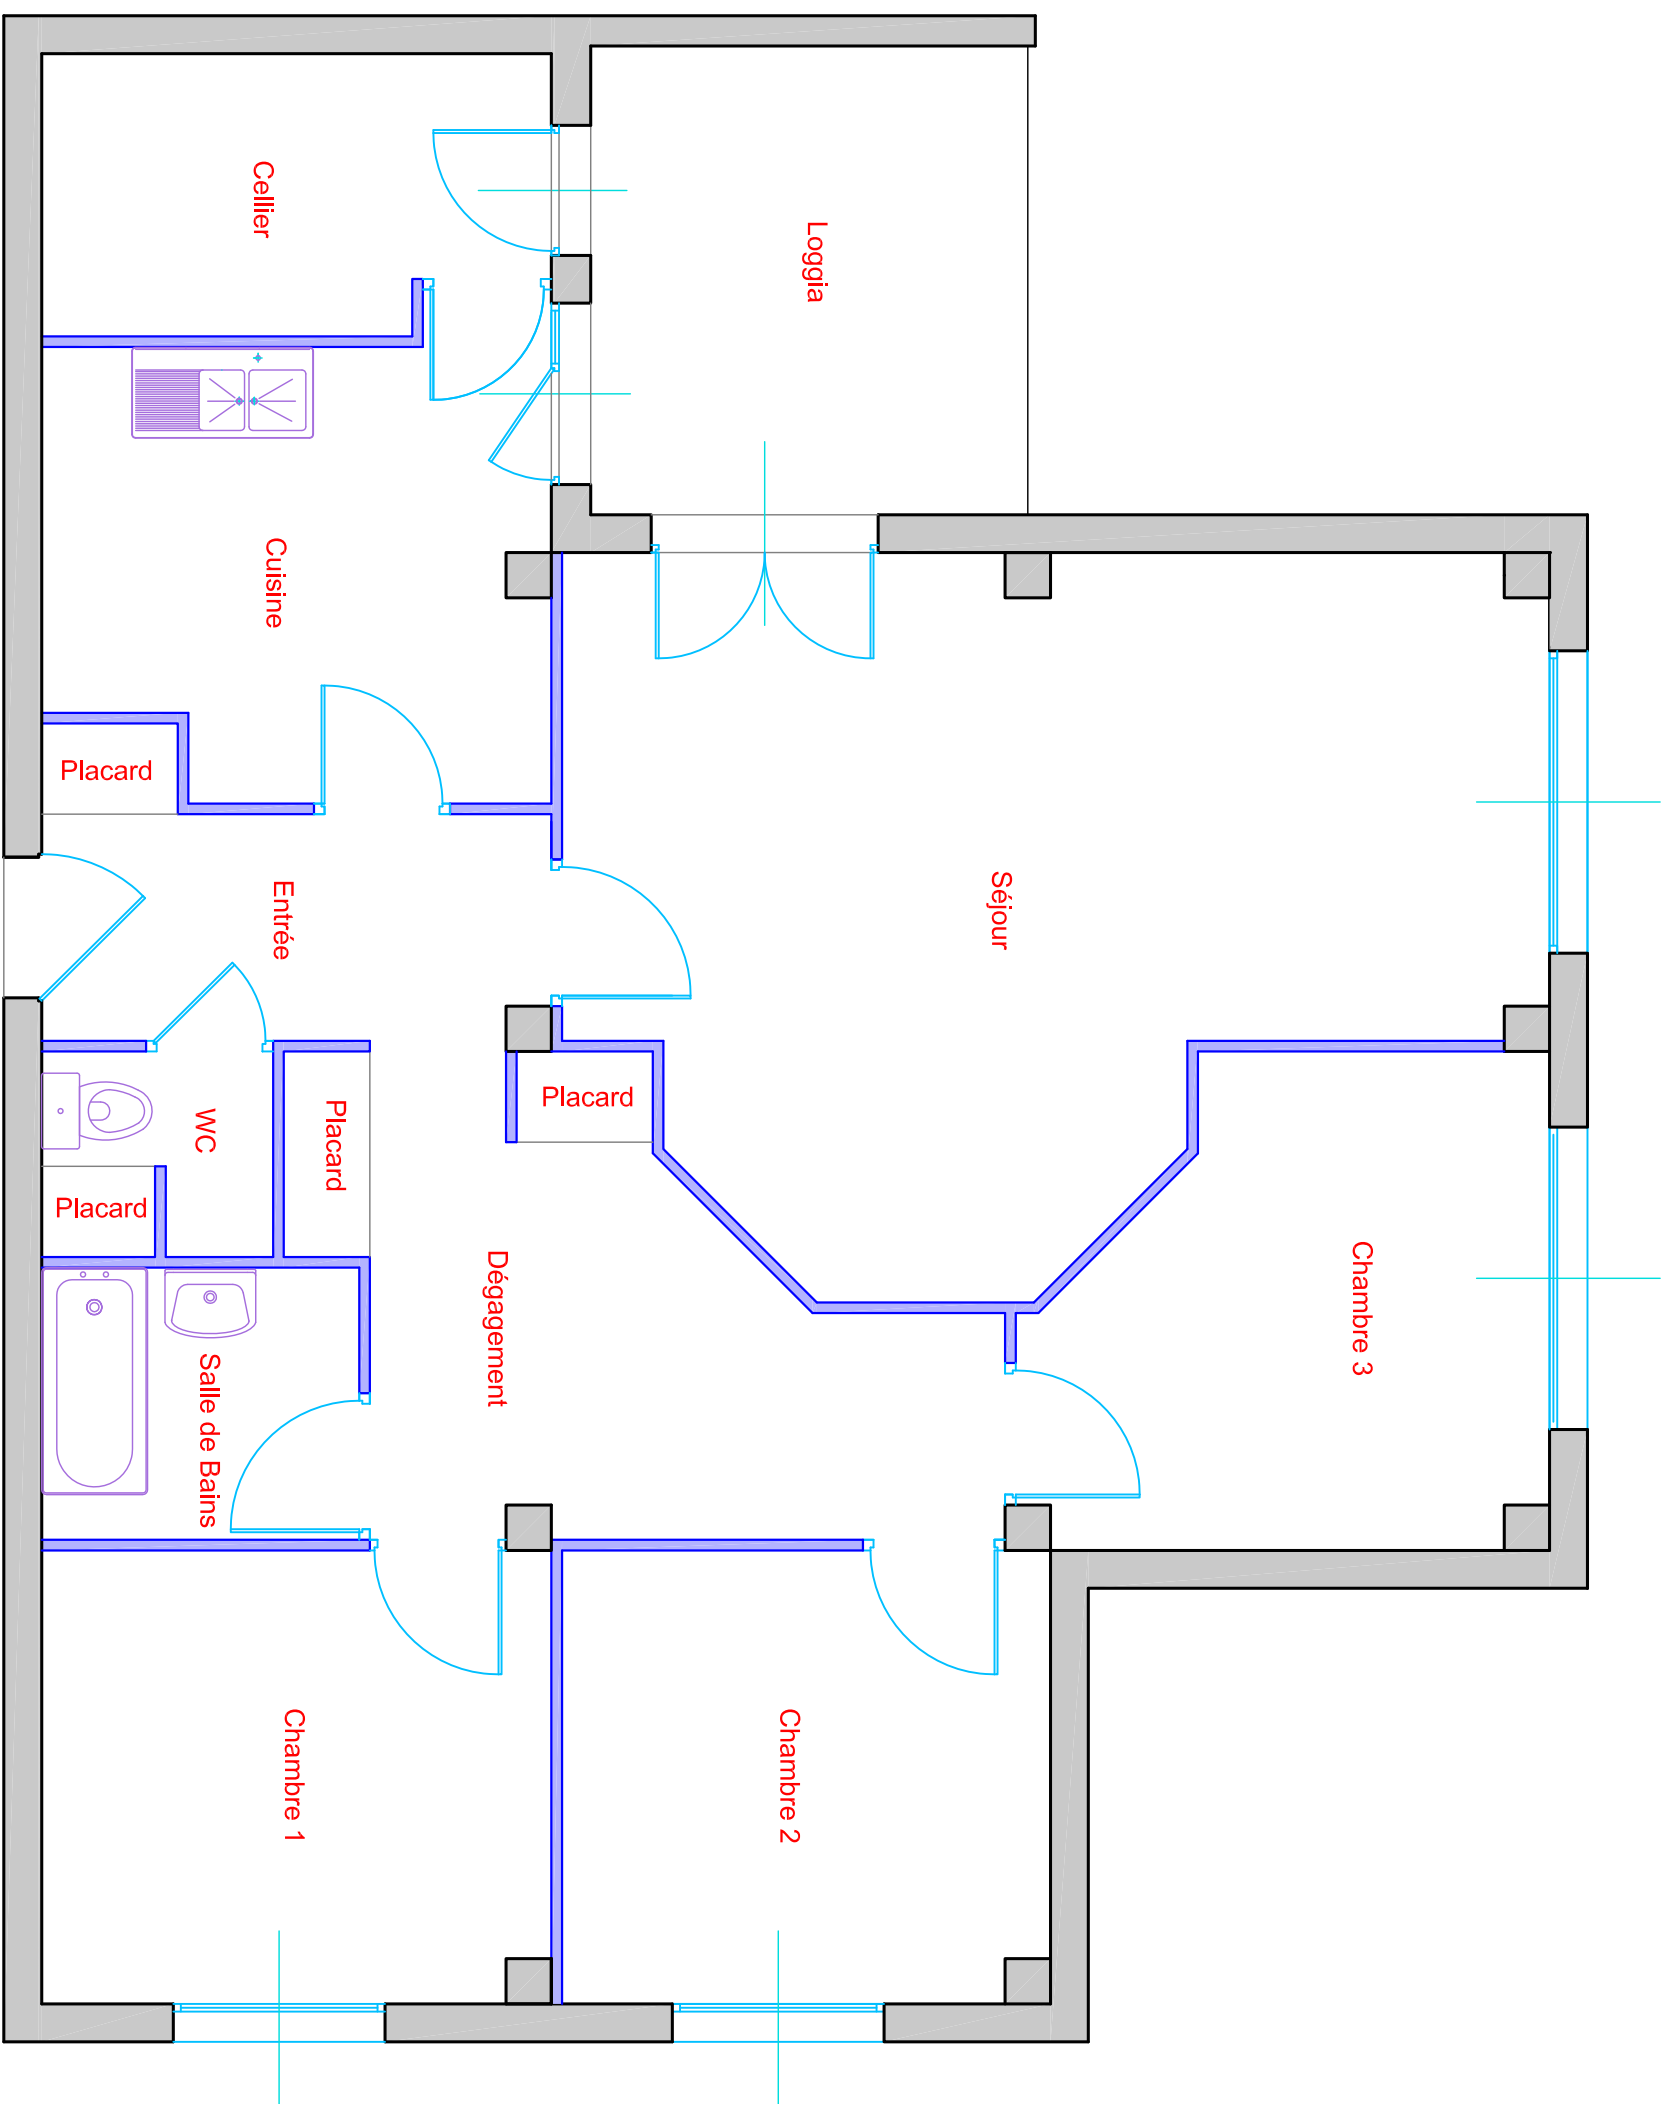 Cellier
Loggia
Cuisine
Placard
Entrée
Séjour
Placard
WC
Placard
Placard
Dégagement
Chambre 3
Salle de Bains
Chambre 1
Chambre 2